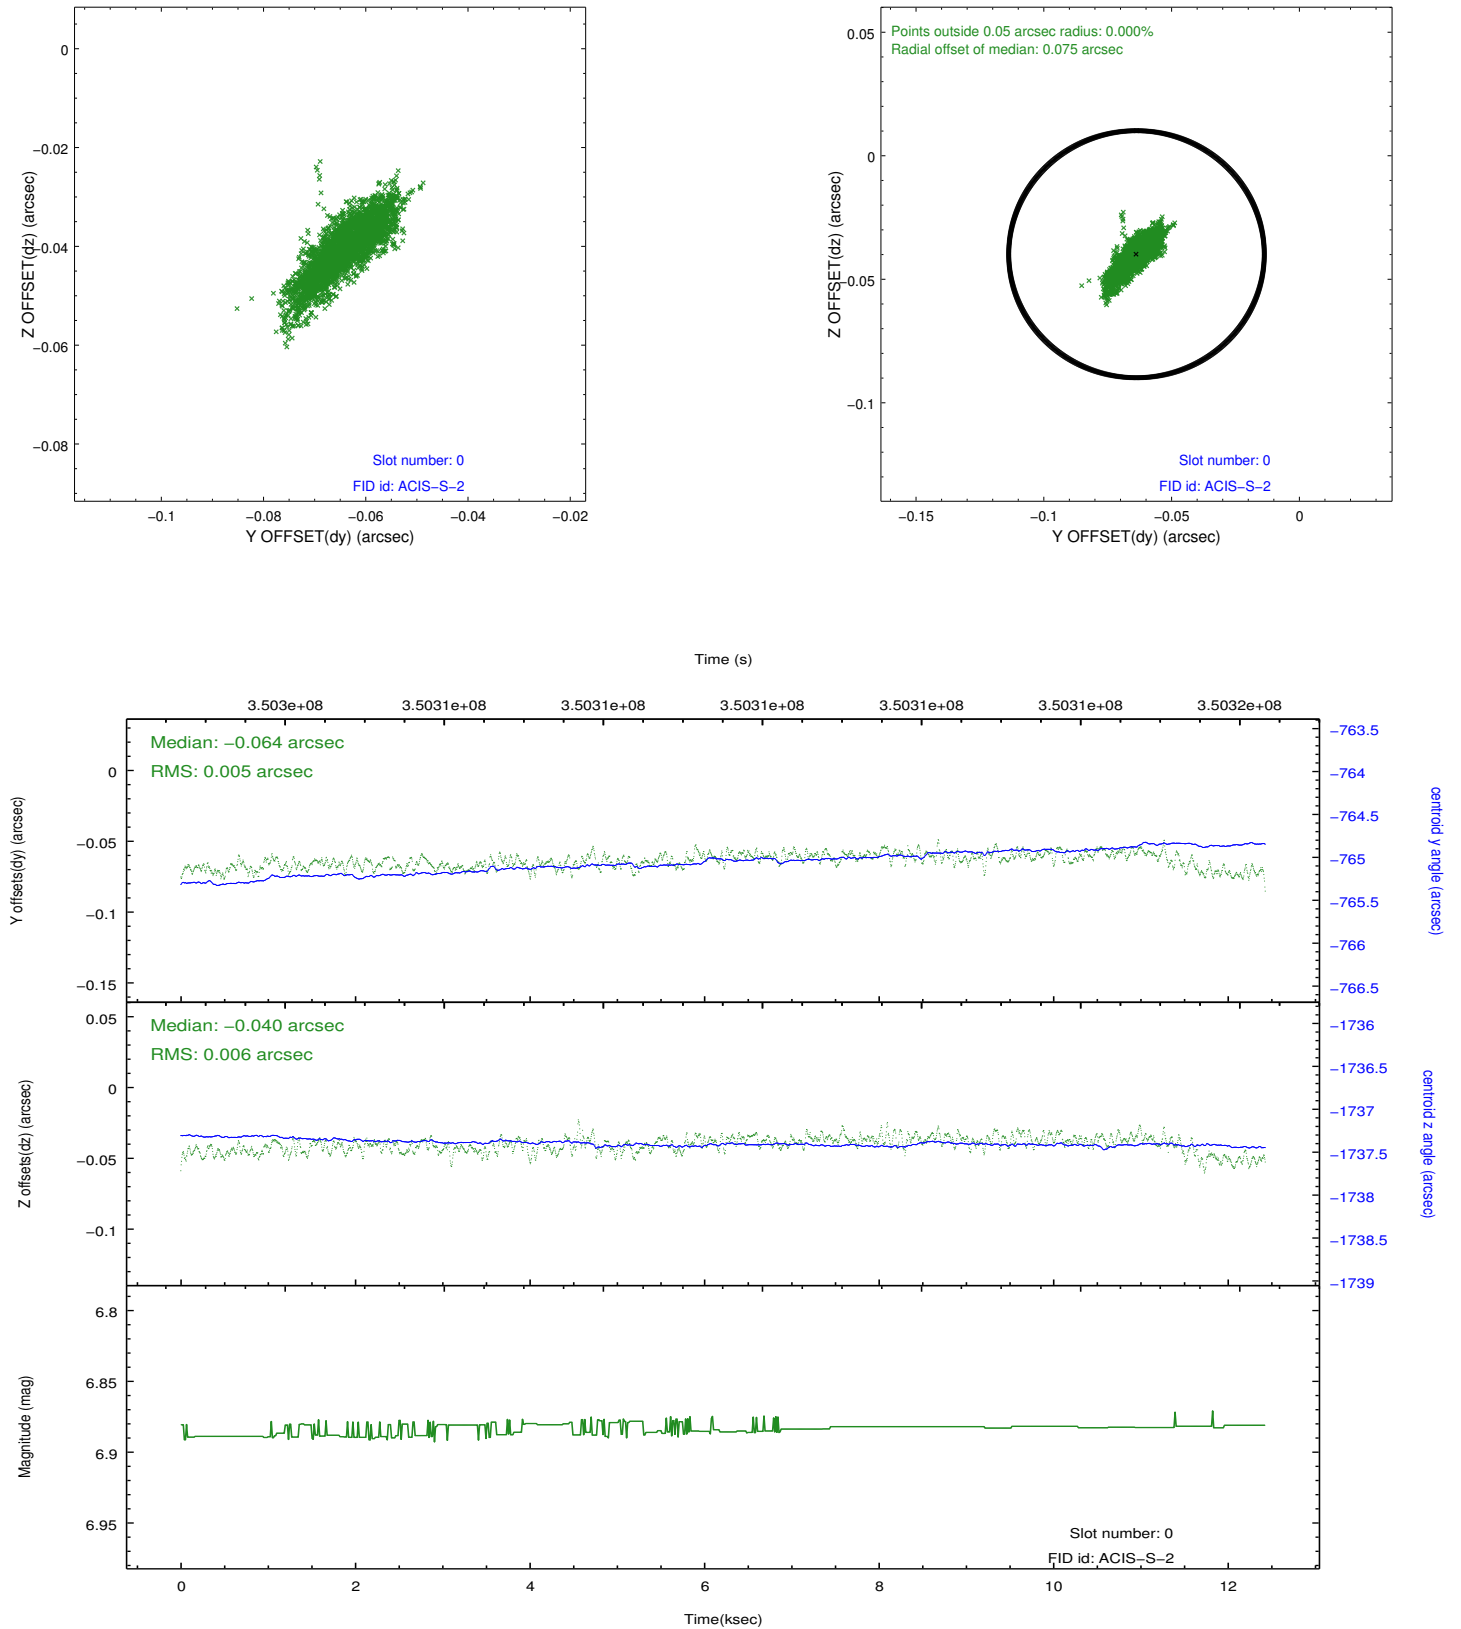 0
−0.02
−0.04
−0.06
−0.08
Z OFFSET(dz) (arcsec)
Slot number: 0
FID id: ACIS−S−2
−0.1
−0.08
−0.06
−0.04
−0.02
Y OFFSET(dy) (arcsec)
Points outside 0.05 arcsec radius: 0.000%
Radial offset of median: 0.075 arcsec
0.05
0
−0.05
−0.1
Z OFFSET(dz) (arcsec)
Slot number: 0
FID id: ACIS−S−2
−0.15
−0.1
−0.05
0
Y OFFSET(dy) (arcsec)
Time (s)
3.503e+08
3.5031e+08
3.5031e+08
3.5031e+08
3.5031e+08
3.5031e+08
3.5032e+08
Median: −0.064 arcsec
RMS: 0.005 arcsec
0
−0.05
−0.1
−0.15
Y offsets(dy) (arcsec)
−763.5
−764
−764.5
−765
−765.5
−766
−766.5
centroid y angle (arcsec)
Median: −0.040 arcsec
RMS: 0.006 arcsec
0.05
0
−0.05
−0.1
Z offsets(dz) (arcsec)
−1736
−1736.5
−1737
−1737.5
−1738
−1738.5
−1739
centroid z angle (arcsec)
6.8
6.85
6.9
6.95
Magnitude (mag)
Slot number: 0
FID id: ACIS−S−2
0
2
4
6
8
10
12
Time(ksec)